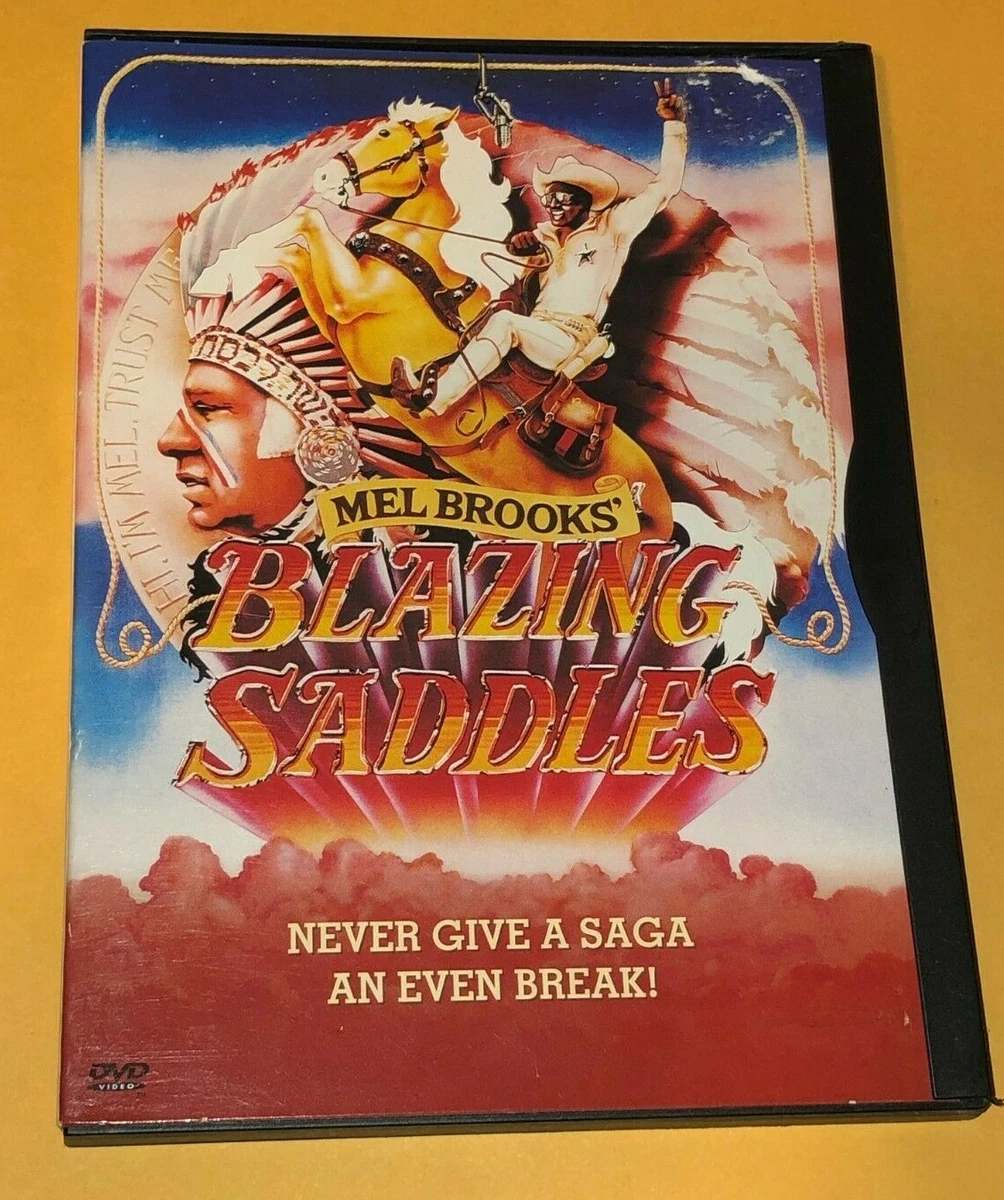 HI. I'M MEL. TRUST ME.
MEL BROOKS'
BLAZING
SADDLES
NEVER GIVE A SAGA
AN EVEN BREAK!
DVD
VIDEO